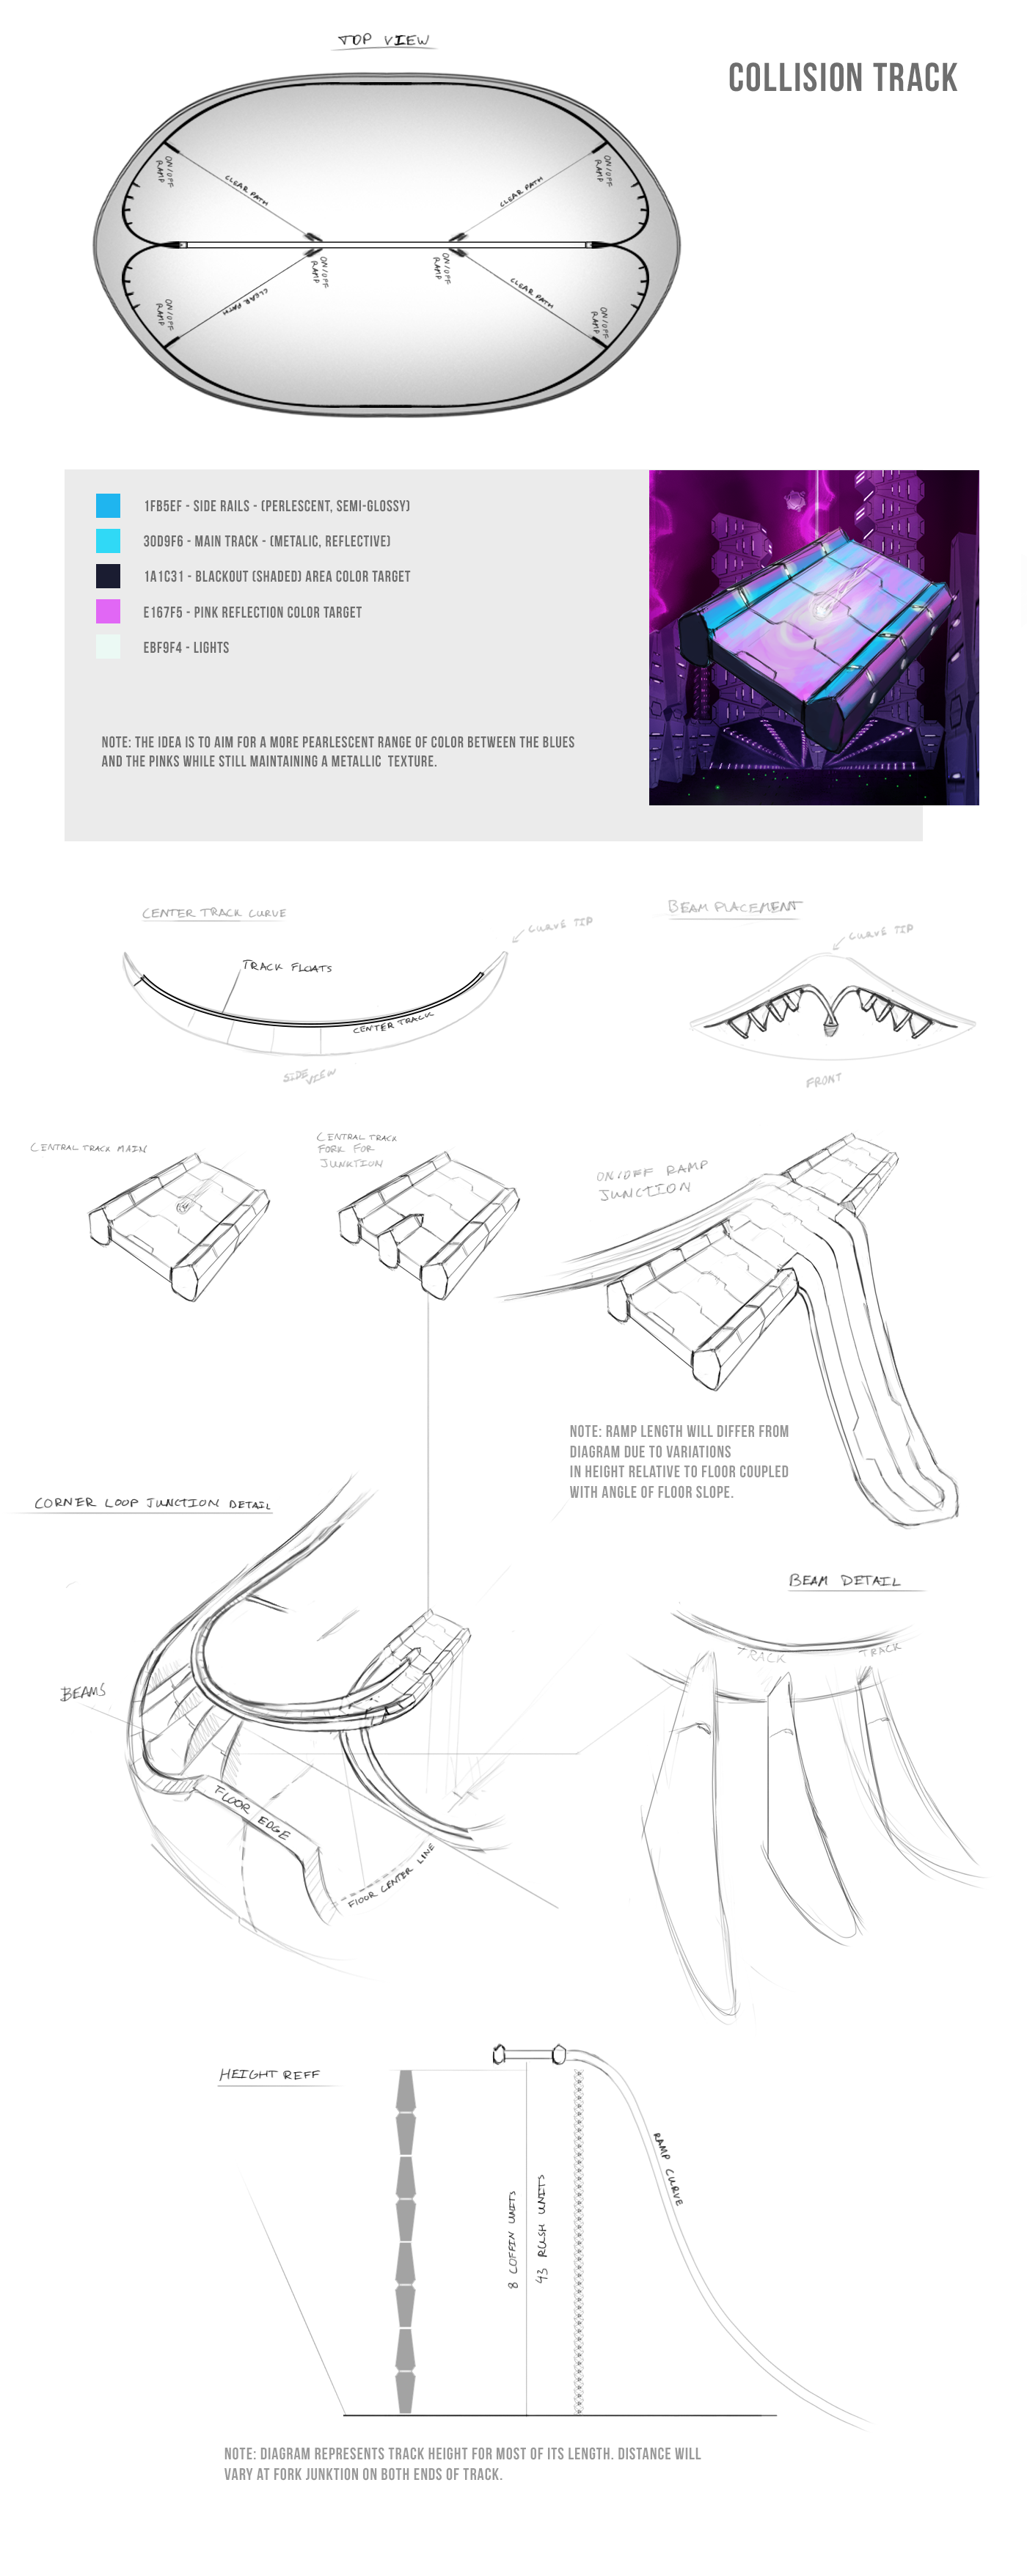 TOP VIEW
COLLISION TRACK
ON/OFF
RAMP
CLEAR PATH
CLEAR PATH
ON/OFF
RAMP
ON/OFF
RAMP
ON/OFF
RAMP
ON/OFF
RAMP
CLEAR PATH
CLEAR PATH
ON/OFF
RAMP
1FB5EF - SIDE RAILS - (PERLESCENT, SEMI-GLOSSY)
30D9F6 - MAIN TRACK - (METALIC, REFLECTIVE)
1A1C31 - BLACKOUT (SHADED) AREA COLOR TARGET
E167F5 - PINK REFLECTION COLOR TARGET
EBF9F4 - LIGHTS
NOTE: THE IDEA IS TO AIM FOR A MORE PEARLESCENT RANGE OF COLOR BETWEEN THE BLUES
AND THE PINKS WHILE STILL MAINTAINING A METALLIC TEXTURE.
CENTER TRACK CURVE
CURVE TIP
TRACK FLOATS
CENTER TRACK
SIDE VIEW
BEAM PLACEMENT
CURVE TIP
FRONT
CENTRAL TRACK MAIN
CENTRAL TRACK
FORK FOR
JUNKTION
ON/OFF RAMP
JUNCTION
NOTE: RAMP LENGTH WILL DIFFER FROM
DIAGRAM DUE TO VARIATIONS
IN HEIGHT RELATIVE TO FLOOR COUPLED
WITH ANGLE OF FLOOR SLOPE.
CORNER LOOP JUNCTION DETAIL
BEAMS
FLOOR EDGE
FLOOR CENTER LINE
BEAM DETAIL
TRACK
TRACK
HEIGHT REFF
8 COFFIN UNITS
43 RUSH UNITS
RAMP CURVE
NOTE: DIAGRAM REPRESENTS TRACK HEIGHT FOR MOST OF ITS LENGTH. DISTANCE WILL
VARY AT FORK JUNKTION ON BOTH ENDS OF TRACK.